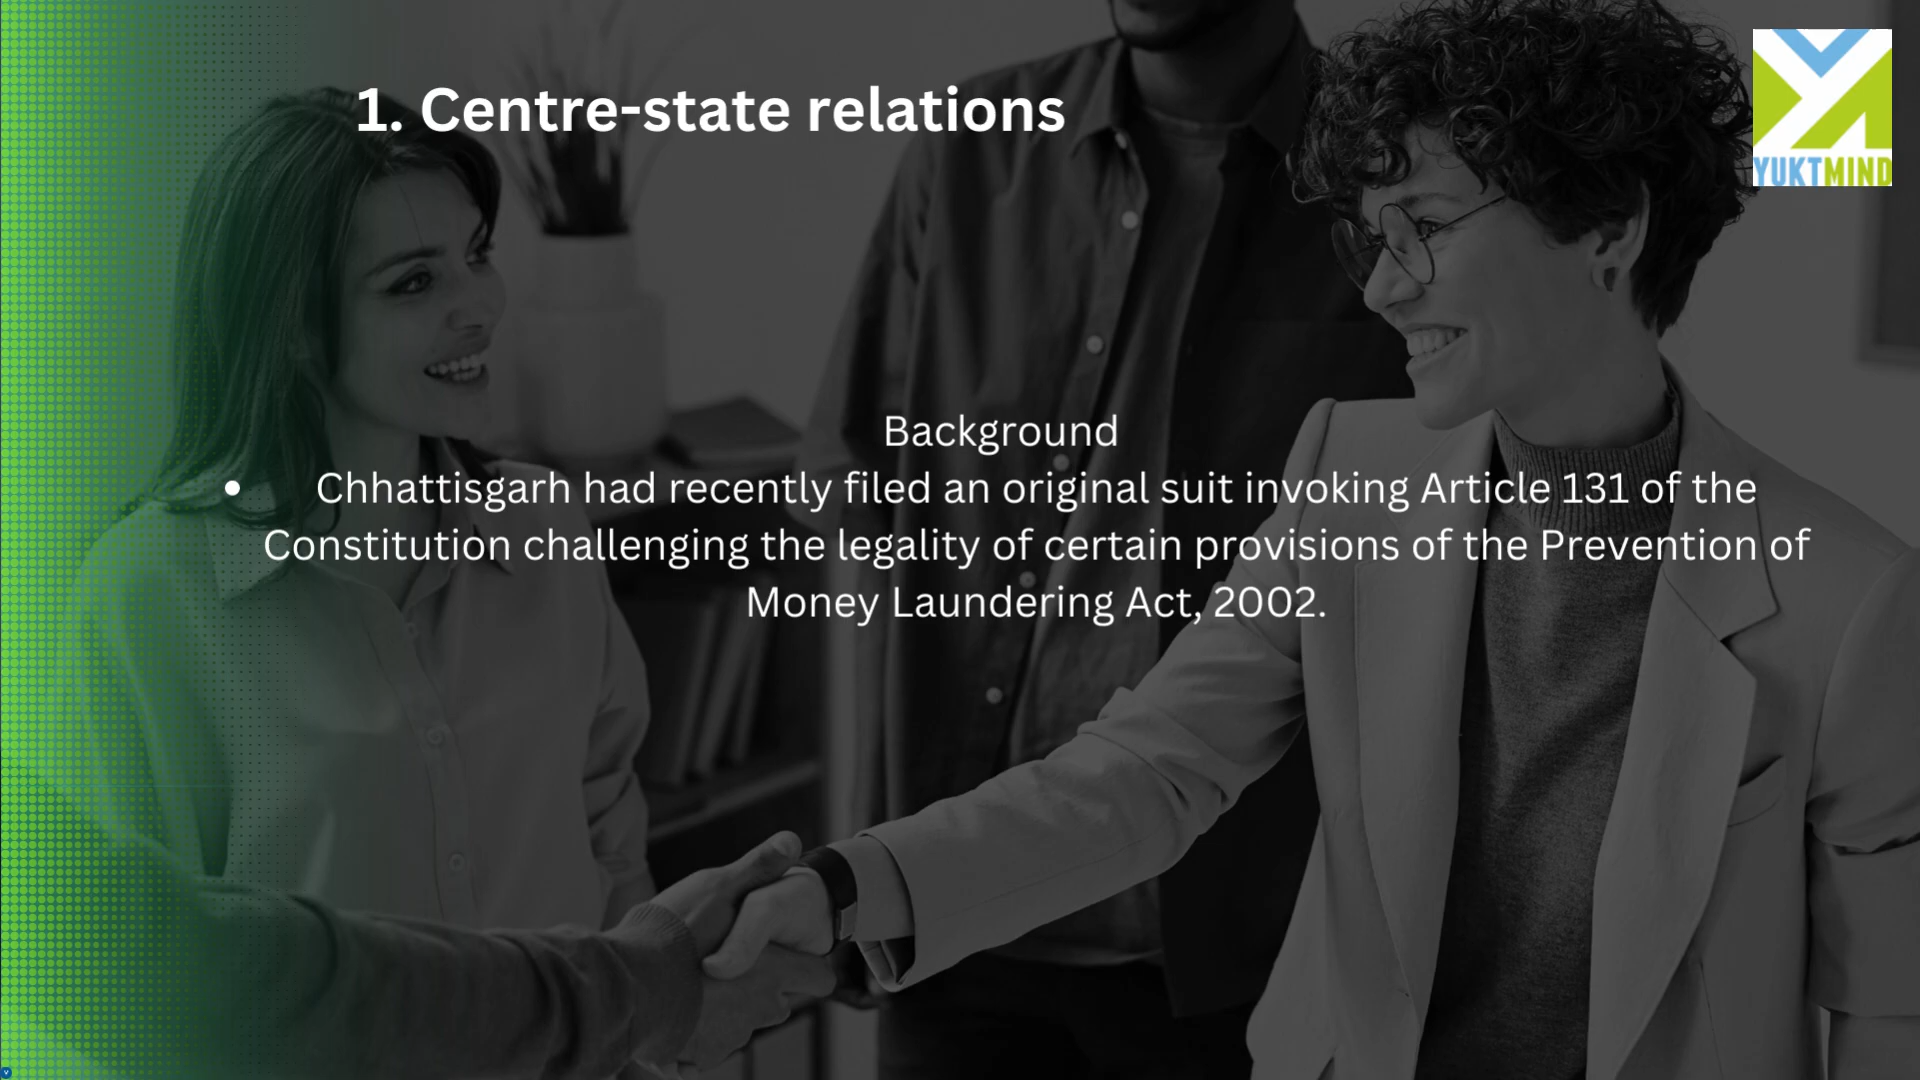 1. Centre-state relations
YUKTMIND
Background
• Chhattisgarh had recently filed an original suit invoking Article 131 of the
Constitution challenging the legality of certain provisions of the Prevention of
Money Laundering Act, 2002.